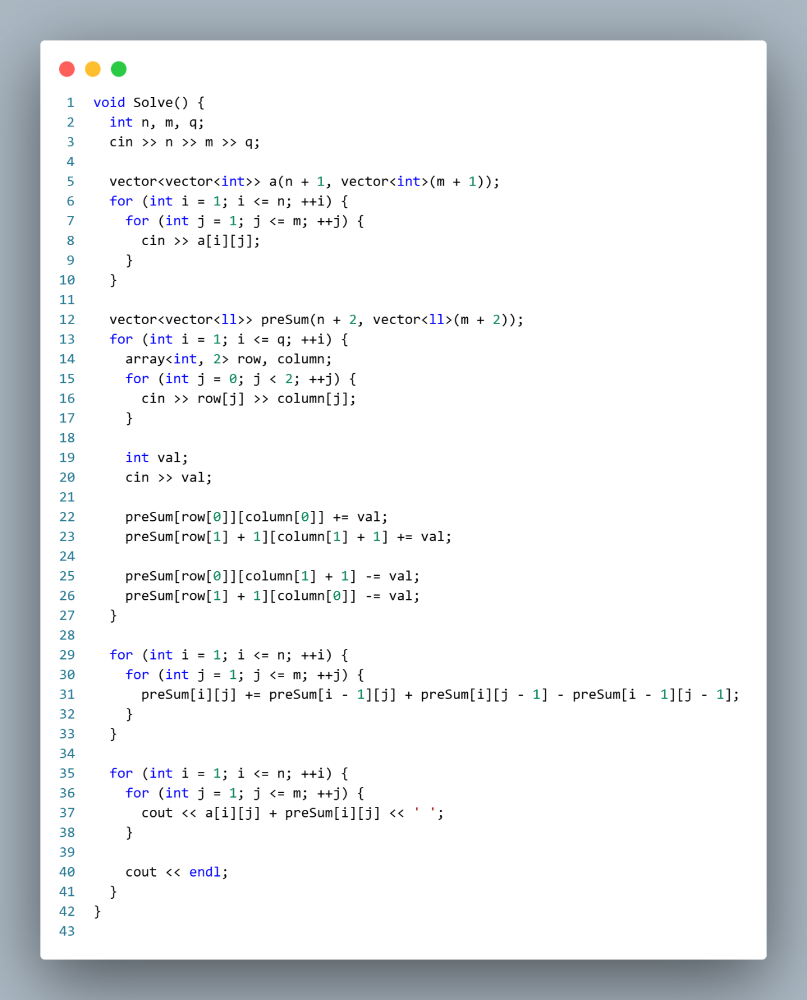 1 void Solve() {
2   int n, m, q;
3   cin >> n >> m >> q;
4
5   vector<vector<int>> a(n + 1, vector<int>(m + 1));
6   for (int i = 1; i <= n; ++i) {
7     for (int j = 1; j <= m; ++j) {
8       cin >> a[i][j];
9     }
10   }
11
12   vector<vector<ll>> preSum(n + 2, vector<ll>(m + 2));
13   for (int i = 1; i <= q; ++i) {
14     array<int, 2> row, column;
15     for (int j = 0; j < 2; ++j) {
16       cin >> row[j] >> column[j];
17     }
18
19     int val;
20     cin >> val;
21
22     preSum[row[0]][column[0]] += val;
23     preSum[row[1] + 1][column[1] + 1] += val;
24
25     preSum[row[0]][column[1] + 1] -= val;
26     preSum[row[1] + 1][column[0]] -= val;
27   }
28
29   for (int i = 1; i <= n; ++i) {
30     for (int j = 1; j <= m; ++j) {
31       preSum[i][j] += preSum[i - 1][j] + preSum[i][j - 1] - preSum[i - 1][j - 1];
32     }
33   }
34
35   for (int i = 1; i <= n; ++i) {
36     for (int j = 1; j <= m; ++j) {
37       cout << a[i][j] + preSum[i][j] << ' ';
38     }
39
40     cout << endl;
41   }
42 }
43